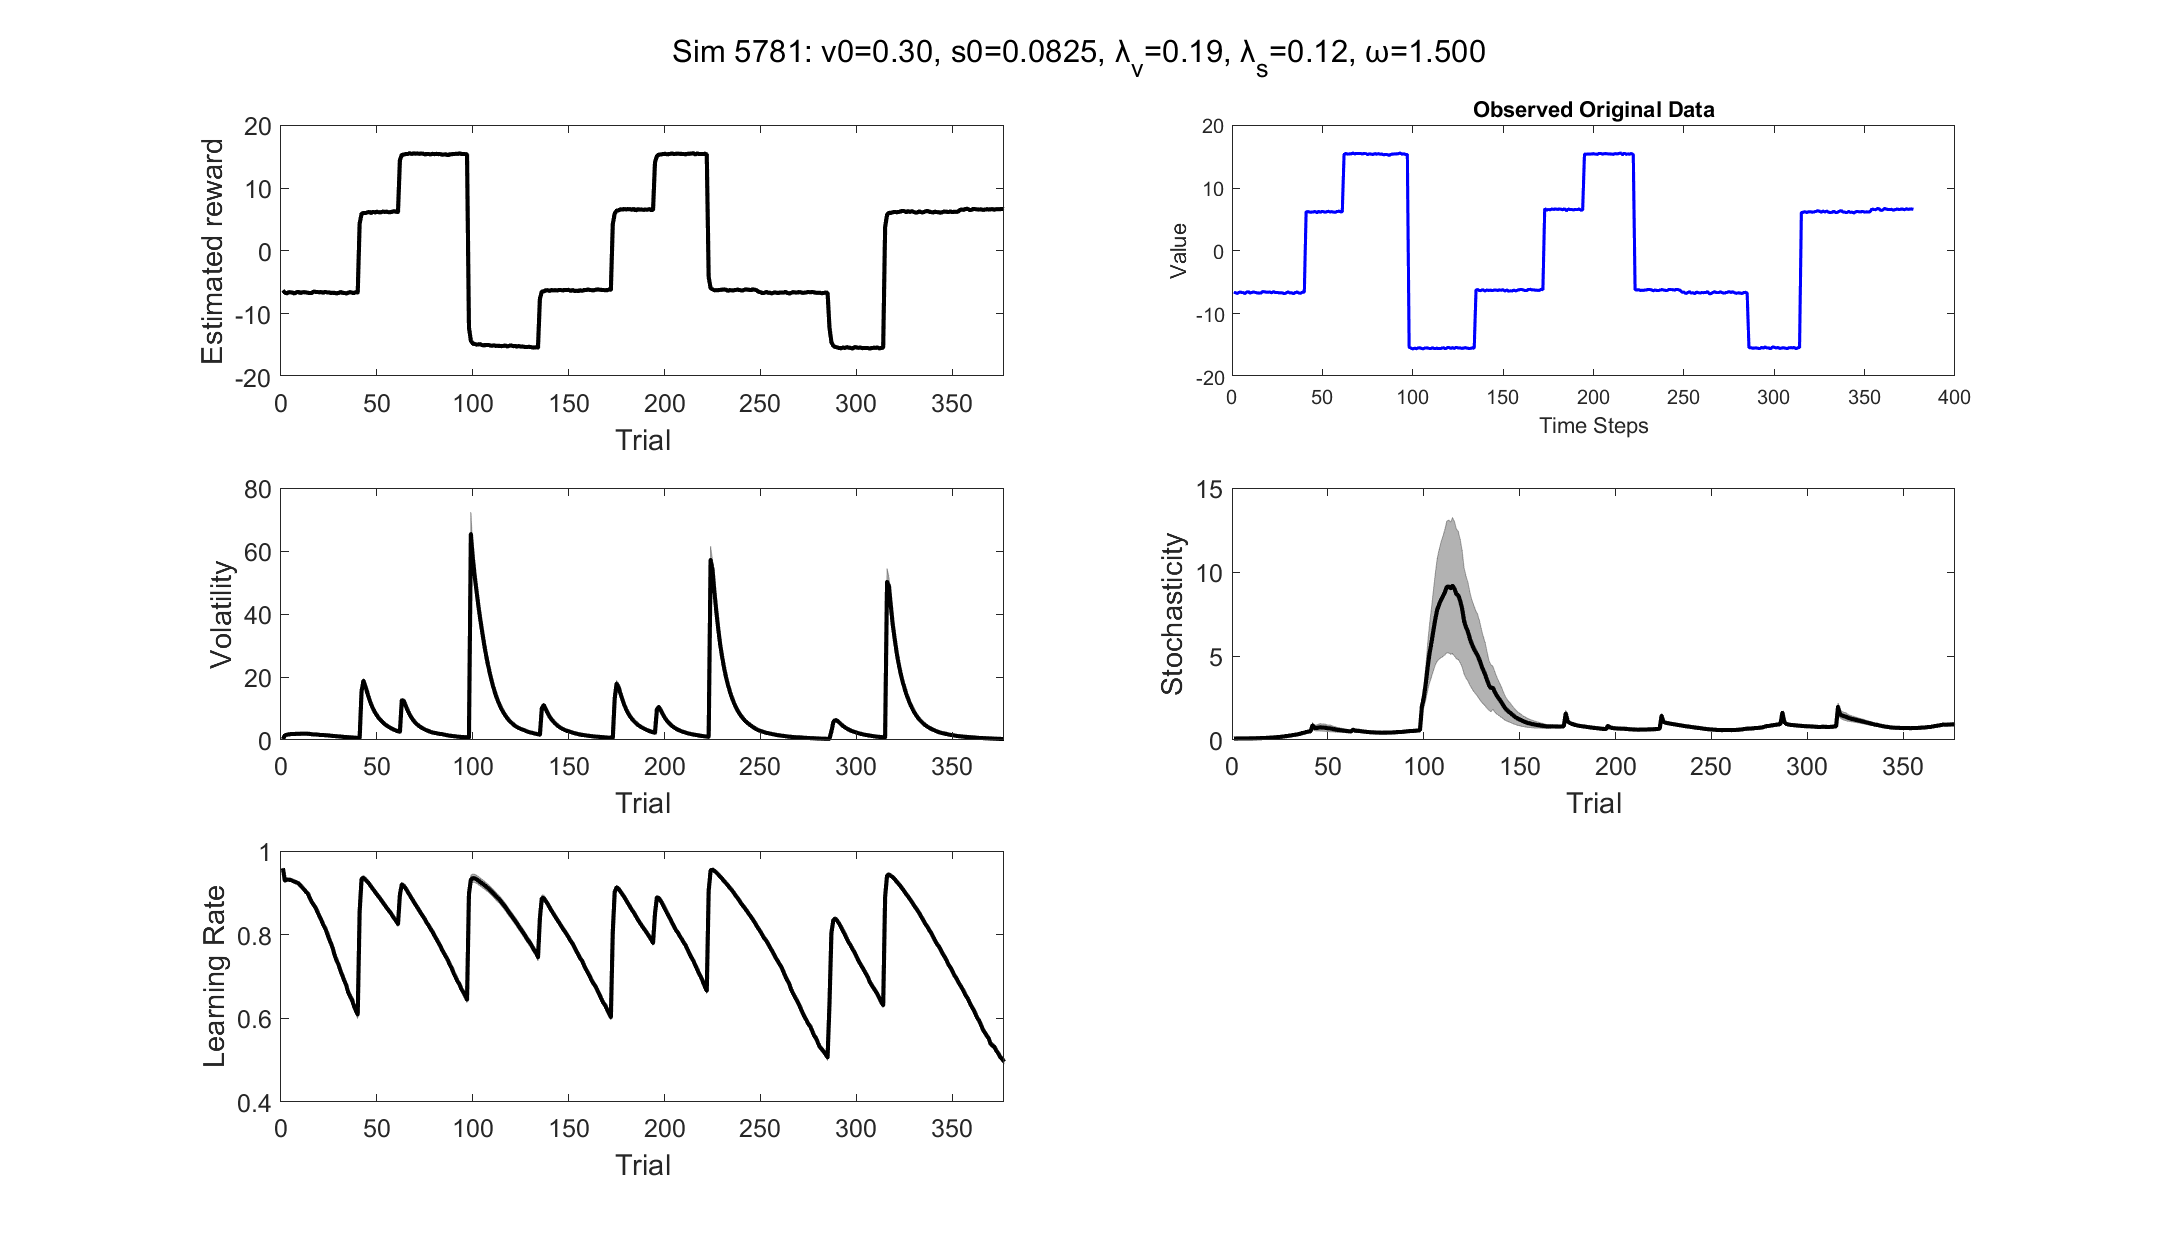 Sim 5781: v0=0.30, s0=0.0825, λ_v=0.19, λ_s=0.12, ω=1.500
Estimated reward
20
10
0
-10
-20
0 50 100 150 200 250 300 350
Trial
Observed Original Data
Value
20
10
0
-10
-20
0 50 100 150 200 250 300 350 400
Time Steps
Volatility
80
60
40
20
0
0 50 100 150 200 250 300 350
Trial
Stochasticity
15
10
5
0
0 50 100 150 200 250 300 350
Trial
Learning Rate
1
0.8
0.6
0.4
0 50 100 150 200 250 300 350
Trial